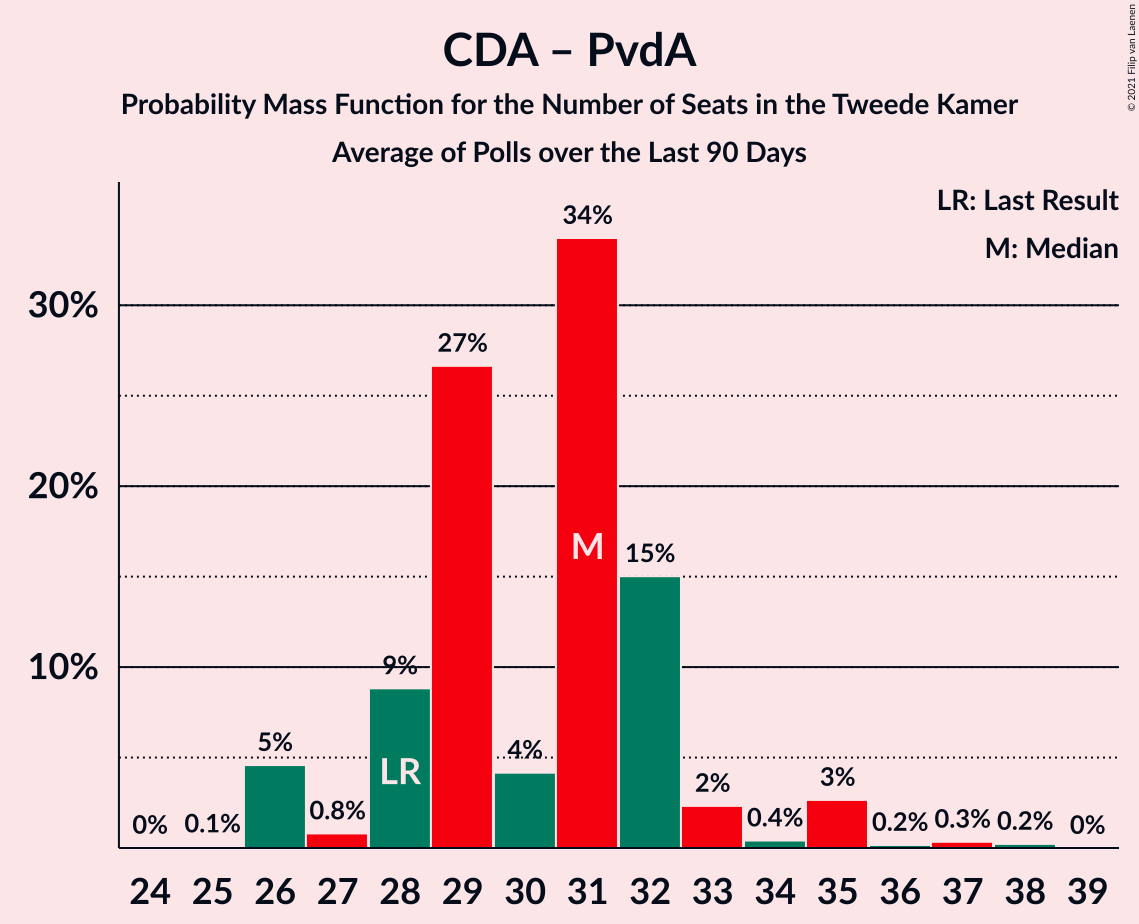 CDA – PvdA
Probability Mass Function for the Number of Seats in the Tweede Kamer
Average of Polls over the Last 90 Days
© 2021 Filip van Laenen
LR: Last Result
M: Median
30%
20%
10%
0%
0.1%
5%
0.8%
9%
27%
4%
34%
15%
2%
0.4%
3%
0.2%
0.3%
0.2%
0%
LR
M
24 25 26 27 28 29 30 31 32 33 34 35 36 37 38 39